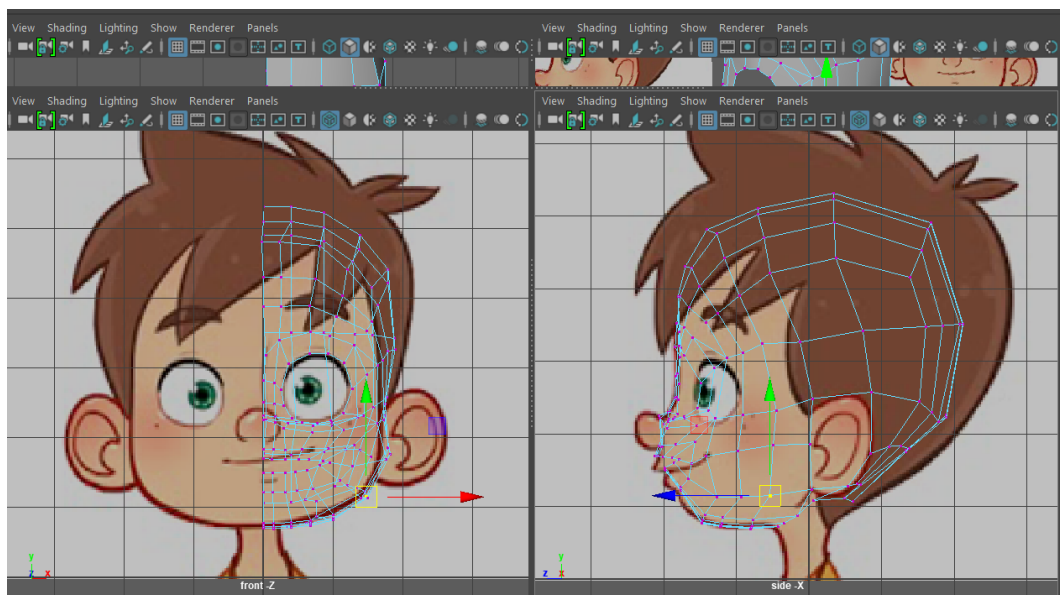 View Shading Lighting Show Renderer Panels
View Shading Lighting Show Renderer Panels
View Shading Lighting Show Renderer Panels
View Shading Lighting Show Renderer Panels
y
z x
front -Z
y
z x
side -X